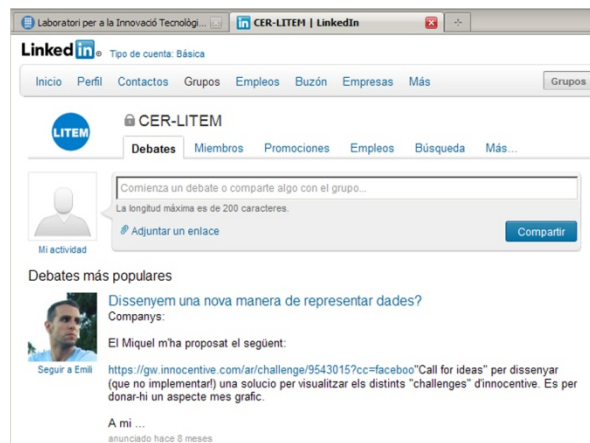 Laboratori per a la Innovació Tecnològi...
in CER-LITEM | LinkedIn
Linked in® Tipo de cuenta: Básica
Inicio Perfil Contactos Grupos Empleos Buzón Empresas Más Grupos
LITEM
CER-LITEM
Debates Miembros Promociones Empleos Búsqueda Más...
Comienza un debate o comparte algo con el grupo...
La longitud máxima es de 200 caracteres.
Adjuntar un enlace Compartir
Mi actividad
Debates más populares
Dissenyem una nova manera de representar dades?
Companys:
El Miquel m'ha proposat el següent:
Seguir a Emili
https://gw.innocentive.com/ar/challenge/9543015?cc=faceboo"Call for ideas" per dissenyar
(que no implementar!) una solucio per visualitzar els distints "challenges" d'innocentive. Es per
donar-hi un aspecte mes grafic.
A mi ...
anunciado hace 8 meses